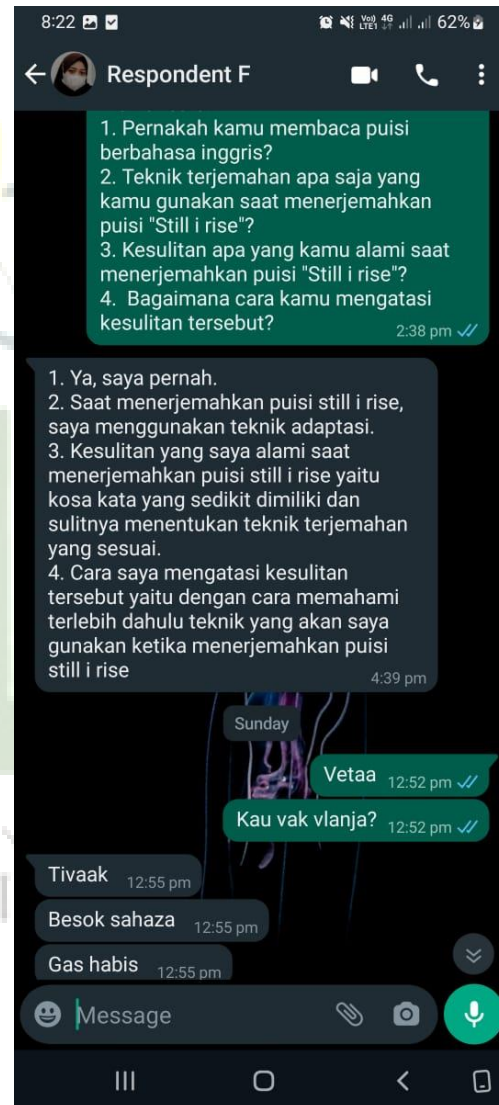 8:22
Vo)) 4G
LTE1
62%
Respondent F
1. Pernakah kamu membaca puisi
berbahasa inggris?
2. Teknik terjemahan apa saja yang
kamu gunakan saat menerjemahkan
puisi "Still i rise"?
3. Kesulitan apa yang kamu alami saat
menerjemahkan puisi "Still i rise"?
4. Bagaimana cara kamu mengatasi
kesulitan tersebut?
2:38 pm
1. Ya, saya pernah.
2. Saat menerjemahkan puisi still i rise,
saya menggunakan teknik adaptasi.
3. Kesulitan yang saya alami saat
menerjemahkan puisi still i rise yaitu
kosa kata yang sedikit dimiliki dan
sulitnya menentukan teknik terjemahan
yang sesuai.
4. Cara saya mengatasi kesulitan
tersebut yaitu dengan cara memahami
terlebih dahulu teknik yang akan saya
gunakan ketika menerjemahkan puisi
still i rise
4:39 pm
Sunday
Vetaa 12:52 pm
Kau vak vlanja? 12:52 pm
Tivaak 12:55 pm
Besok sahaza 12:55 pm
Gas habis 12:55 pm
Message